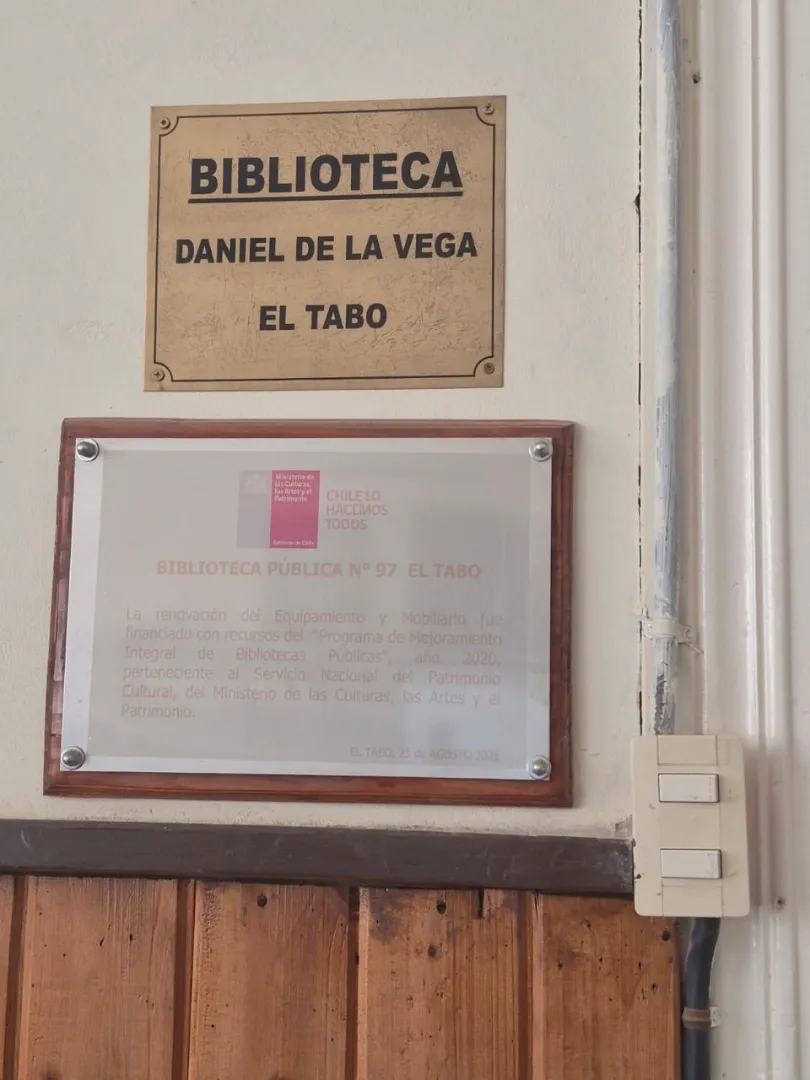 BIBLIOTECA
DANIEL DE LA VEGA
EL TABO
Ministerio de
las Culturas,
las Artes y el
Patrimonio
Gobierno de Chile
CHILE LO
HACEMOS
TODOS
BIBLIOTECA PÚBLICA N° 97 EL TABO
La renovación del Equipamiento y Mobiliario fue
financiado con recursos del "Programa de Mejoramiento
Integral de Bibliotecas Públicas", año 2020,
perteneciente al Servicio Nacional del Patrimonio
Cultural, del Ministerio de las Culturas, las Artes y el
Patrimonio.
EL TABO, 25 de AGOSTO 2021